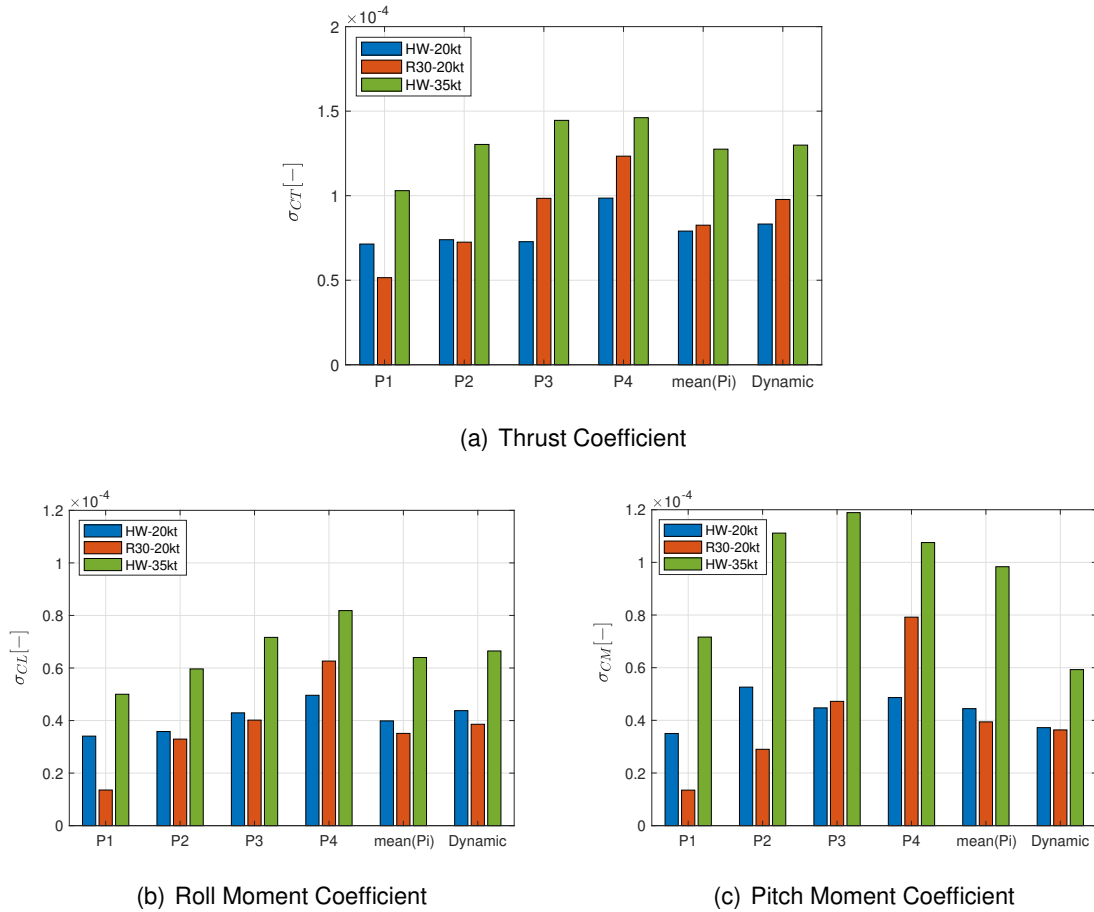 ×10⁻⁴
2
1.5
1
0.5
0
σ_CT[−]
HW-20kt
R30-20kt
HW-35kt
P1 P2 P3 P4 mean(Pi) Dynamic
(a) Thrust Coefficient
×10⁻⁴
1.2
1
0.8
0.6
0.4
0.2
0
σ_CL[−]
HW-20kt
R30-20kt
HW-35kt
P1 P2 P3 P4 mean(Pi) Dynamic
(b) Roll Moment Coefficient
×10⁻⁴
1.2
1
0.8
0.6
0.4
0.2
0
σ_CM[−]
HW-20kt
R30-20kt
HW-35kt
P1 P2 P3 P4 mean(Pi) Dynamic
(c) Pitch Moment Coefficient